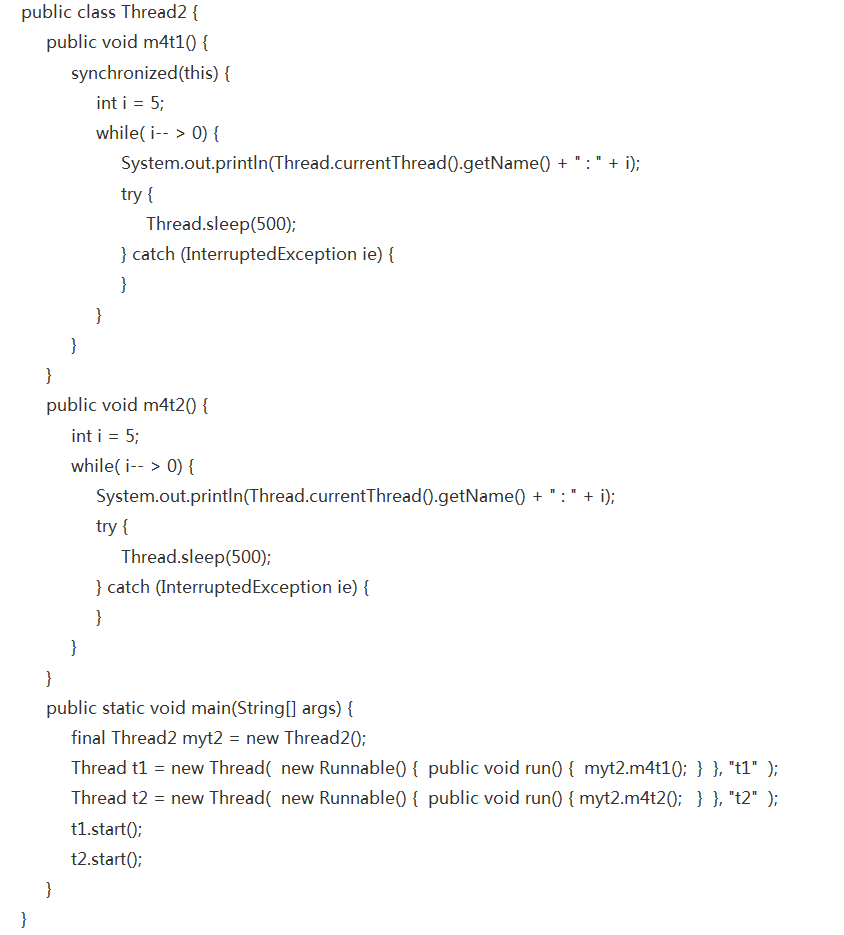 public class Thread2 {
public void m4t1() {
synchronized(this) {
int i = 5;
while( i-- > 0) {
System.out.println(Thread.currentThread().getName() + " : " + i);
try {
Thread.sleep(500);
} catch (InterruptedException ie) {
}
}
}
}
public void m4t2() {
int i = 5;
while( i-- > 0) {
System.out.println(Thread.currentThread().getName() + " : " + i);
try {
Thread.sleep(500);
} catch (InterruptedException ie) {
}
}
}
public static void main(String[] args) {
final Thread2 myt2 = new Thread2();
Thread t1 = new Thread(  new Runnable() {  public void run() {  myt2.m4t1();  }  }, "t1"  );
Thread t2 = new Thread(  new Runnable() {  public void run() { myt2.m4t2();   }  }, "t2"  );
t1.start();
t2.start();
}
}